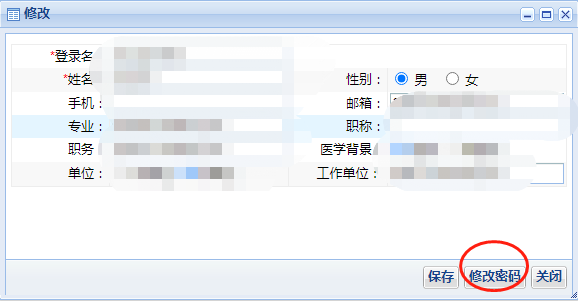 修改
*登录名
*姓名
性别： 男 女
手机：
邮箱：
专业：
职称：
职务：
医学背景
单位：
工作单位：
保存 修改密码 关闭